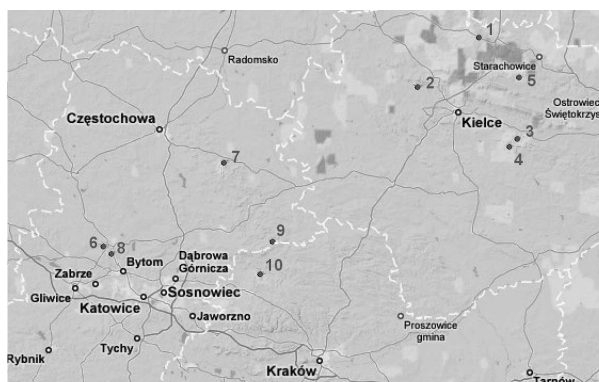 1
Radomsko
Starachowice
2
5
Częstochowa
Kielce
Ostrowiec
Świętokrzys
3
4
7
9
6
8
Dąbrowa
Górnicza
Bytom
10
Zabrze
Gliwice
Sosnowiec
Katowice
Jaworzno
Proszowice
gmina
Tychy
Rybnik
Kraków
Tarnów